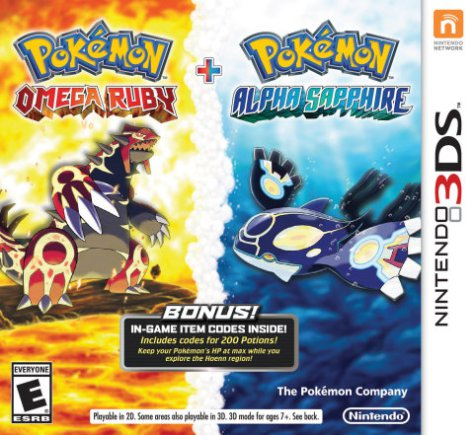 NINTENDO
NETWORK
POKéMON
OMEGA RUBY
+
POKéMON
ALPHA SAPPHIRE
NINTENDO 3DS™
BONUS!
IN-GAME ITEM CODES INSIDE!
Includes codes for 200 Potions!
Keep your Pokémon's HP at max while you
explore the Hoenn region!
EVERYONE
E
ESRB
The Pokémon Company
Playable in 2D. Some areas also playable in 3D. 3D mode for ages 7+. See back.
Nintendo